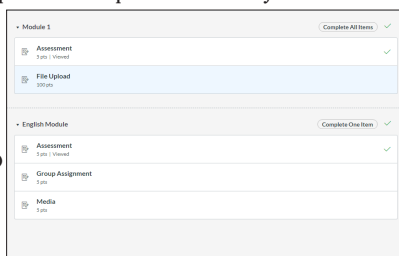 Module 1 Complete All Items
Assessment
5 pts | Viewed
File Upload
100 pts
English Module Complete One Item
Assessment
5 pts | Viewed
Group Assignment
5 pts
Media
5 pts